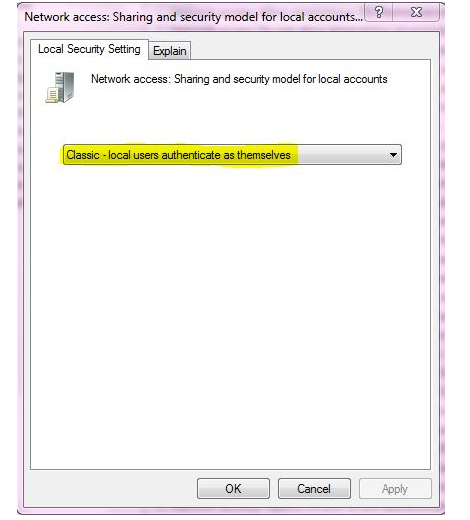 Network access: Sharing and security model for local accounts...
Local Security Setting
Explain
Network access: Sharing and security model for local accounts
Classic - local users authenticate as themselves
OK
Cancel
Apply